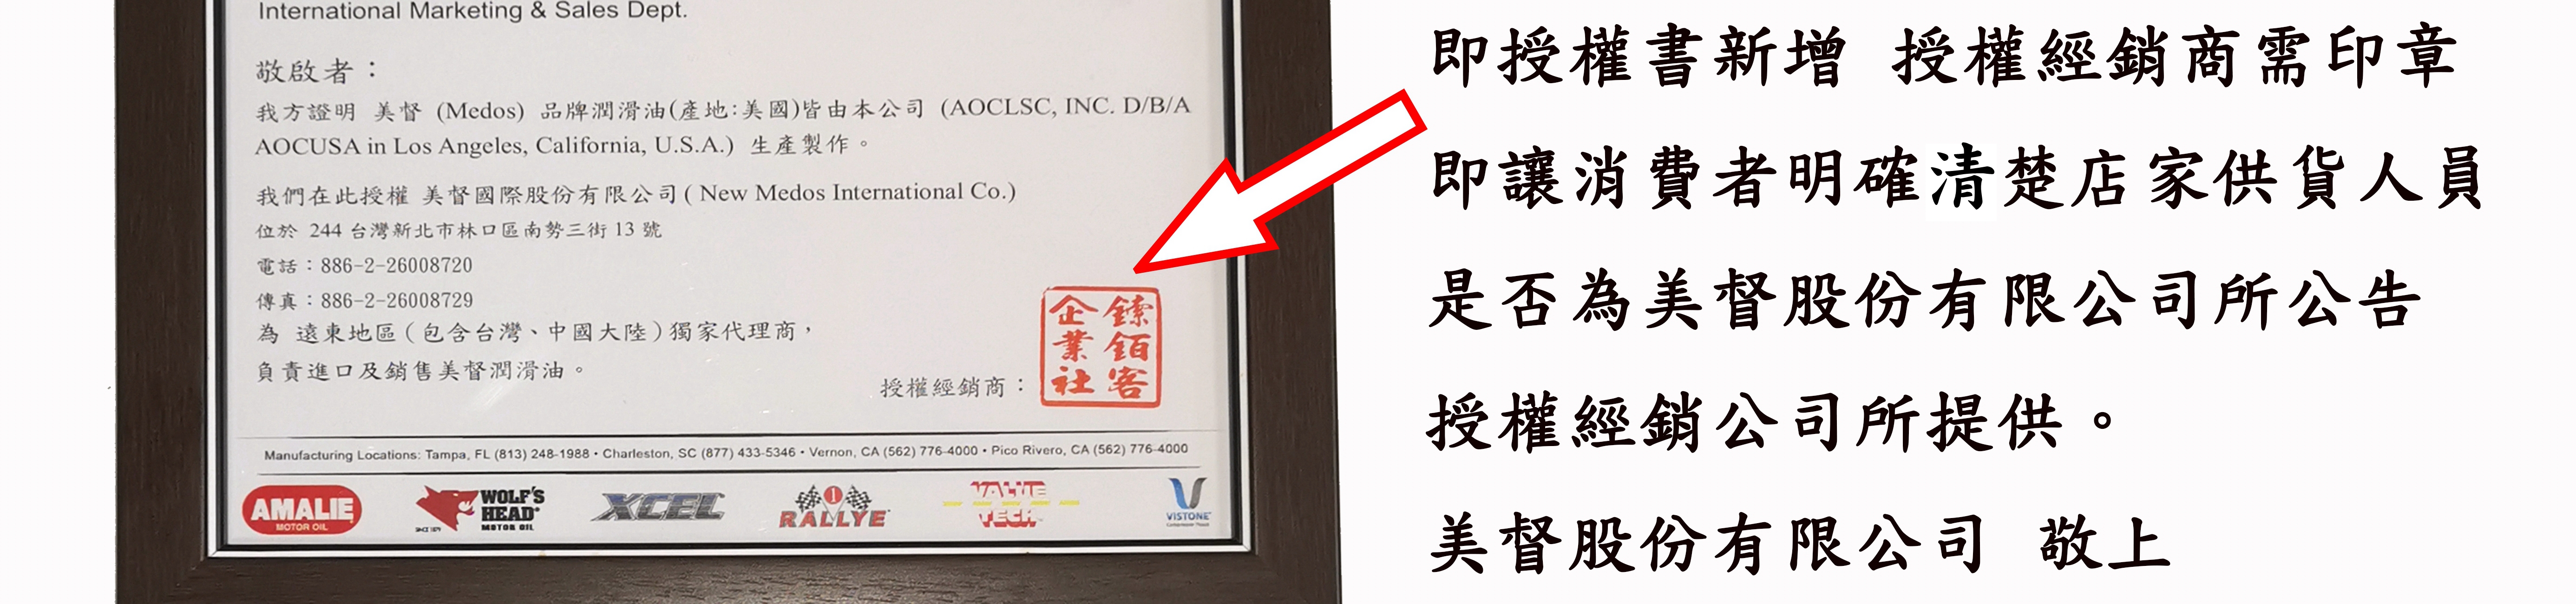 International Marketing & Sales Dept.
敬啟者：
我方證明 美督 (Medos) 品牌潤滑油(產地:美國)皆由本公司 (AOCLSC, INC. D/B/A
AOCUSA in Los Angeles, California, U.S.A.) 生產製作。
我們在此授權 美督國際股份有限公司( New Medos International Co.)
位於 244 台灣新北市林口區南勢三街 13 號
電話：886-2-26008720
傳真：886-2-26008729
為 遠東地區(包含台灣、中國大陸)獨家代理商，
負責進口及銷售美督潤滑油。
授權經銷商：
鎍銆客
企業社
Manufacturing Locations: Tampa, FL (813) 248-1988 • Charleston, SC (877) 433-5346 • Vernon, CA (562) 776-4000 • Pico Rivero, CA (562) 776-4000
AMALIE
MOTOR OIL
WOLF'S
HEAD
MOTOR OIL
XCEL
1
RALLYE
VALUE
TECH
VISTONE
即授權書新增 授權經銷商需印章
即讓消費者明確清楚店家供貨人員
是否為美督股份有限公司所公告
授權經銷公司所提供。
美督股份有限公司 敬上